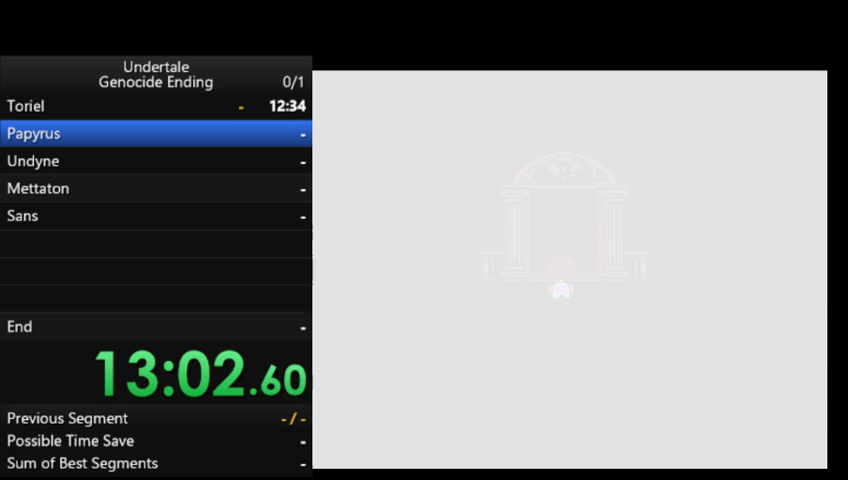 Undertale
Genocide Ending 0/1
Toriel - 12:34
Papyrus -
Undyne -
Mettaton -
Sans -
End -
13:02.60
Previous Segment - / -
Possible Time Save -
Sum of Best Segments -